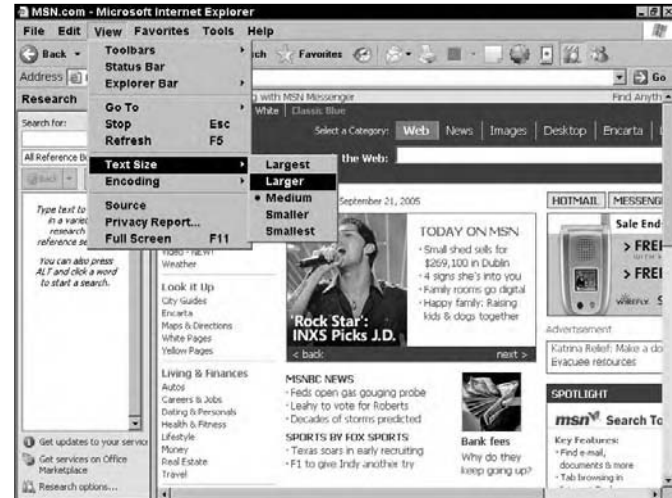 MSN.com - Microsoft Internet Explorer
File Edit View Favorites Tools Help
Back
Favorites
Address
Go
Toolbars
Status Bar
Explorer Bar
Go To
Stop Esc
Refresh F5
Text Size
Encoding
Source
Privacy Report...
Full Screen F11
Largest
Larger
Medium
Smaller
Smallest
Research
Search for:
All Reference
Back
Type text to
in a
research
reference
You can also press
ALT and click a word
to start a search.
Get updates to your
Get services on Office
Marketplace
Research options...
with MSN Messenger
Find
White Classic Blue
Select a Category: Web News Images Desktop Encarta
the Web:
September 21, 2005
HOTMAIL
Weather
Look it Up
City Guides
Encarta
Maps & Directions
White Pages
Yellow Pages
Living & Finances
Autos
Careers & Jobs
Dating & Personals
Health & Fitness
Lifestyle
Money
Real Estate
Travel
'Rock Star':
INXS Picks J.D.
< back
next >
TODAY ON MSN
· Small shed sells for
$269,100 in Dublin
· 4 signs she's into you
· Family rooms go digital
· Happy family: Raising
kids & dogs together
MSNBC NEWS
· Feds open gas gouging probe
· Leahy to vote for Roberts
· Decades of storms predicted
SPORTS BY FOX SPORTS
· Texas soars in early recruiting
· F1 to give Indy another try
Bank fees
Why do they
keep going up?
Sale
Advertisement
Katrina Relief: Make a
Evacuee resources
SPOTLIGHT
msn Search
Key Features:
· Find e-mail,
documents & more
· Tab browsing in